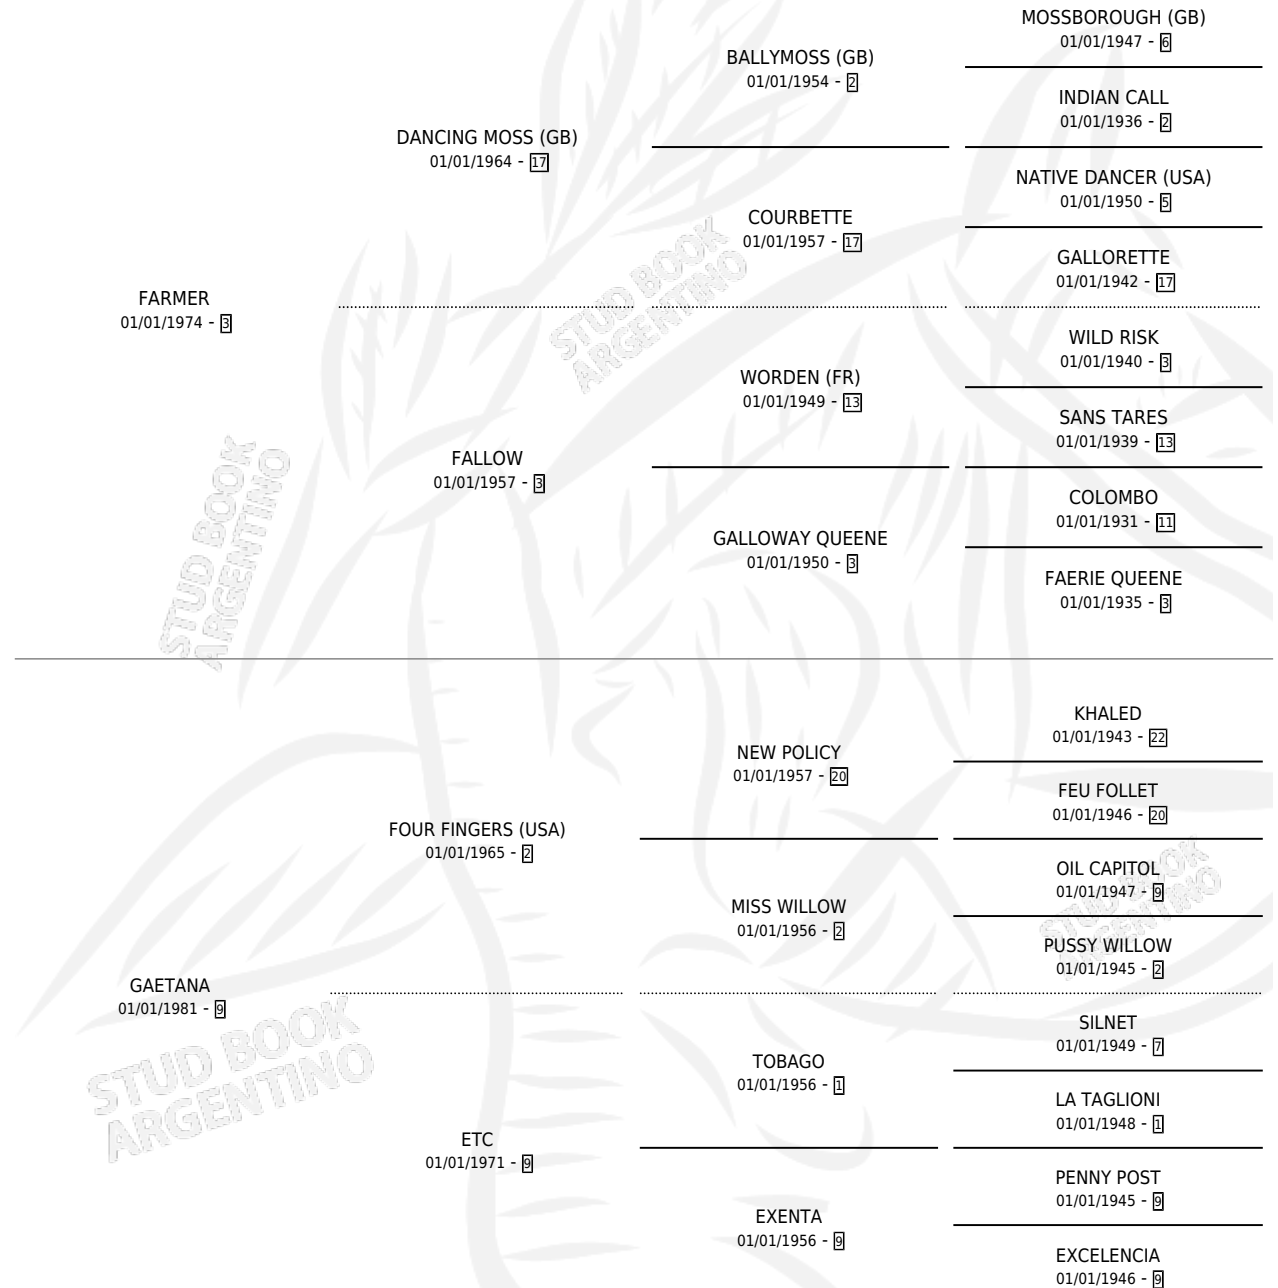 MOSSBOROUGH (GB)
01/01/1947 - 6
BALLYMOSS (GB)
01/01/1954 - 2
INDIAN CALL
01/01/1936 - 2
DANCING MOSS (GB)
01/01/1964 - 17
NATIVE DANCER (USA)
01/01/1950 - 5
COURBETTE
01/01/1957 - 17
GALLORETTE
01/01/1942 - 17
FARMER
01/01/1974 - 3
WILD RISK
01/01/1940 - 3
WORDEN (FR)
01/01/1949 - 13
SANS TARES
01/01/1939 - 13
FALLOW
01/01/1957 - 3
COLOMBO
01/01/1931 - 11
GALLOWAY QUEENE
01/01/1950 - 3
FAERIE QUEENE
01/01/1935 - 3
KHALED
01/01/1943 - 22
NEW POLICY
01/01/1957 - 20
FEU FOLLET
01/01/1946 - 20
FOUR FINGERS (USA)
01/01/1965 - 2
OIL CAPITOL
01/01/1947 - 9
MISS WILLOW
01/01/1956 - 2
PUSSY WILLOW
01/01/1945 - 2
GAETANA
01/01/1981 - 9
SILNET
01/01/1949 - 7
TOBAGO
01/01/1956 - 1
LA TAGLIONI
01/01/1948 - 1
ETC
01/01/1971 - 9
PENNY POST
01/01/1945 - 9
EXENTA
01/01/1956 - 9
EXCELENCIA
01/01/1946 - 9
STUD BOOK
ARGENTINO
STUD BOOK
ARGENTINO
STUD BOOK
ARGENTINO
STUD BOOK
ARGENTINO